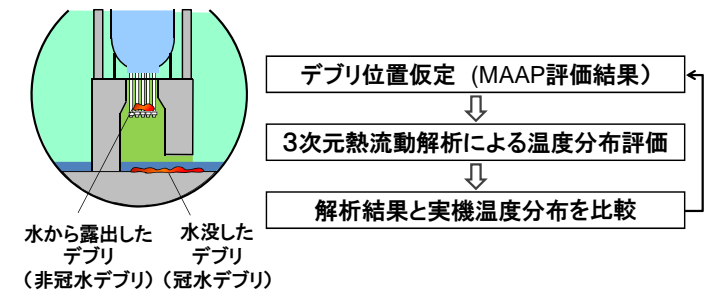 デブリ位置仮定 (MAAP評価結果)
3次元熱流動解析による温度分布評価
解析結果と実機温度分布を比較
水から露出した
デブリ
(非冠水デブリ)
水没した
デブリ
(冠水デブリ)